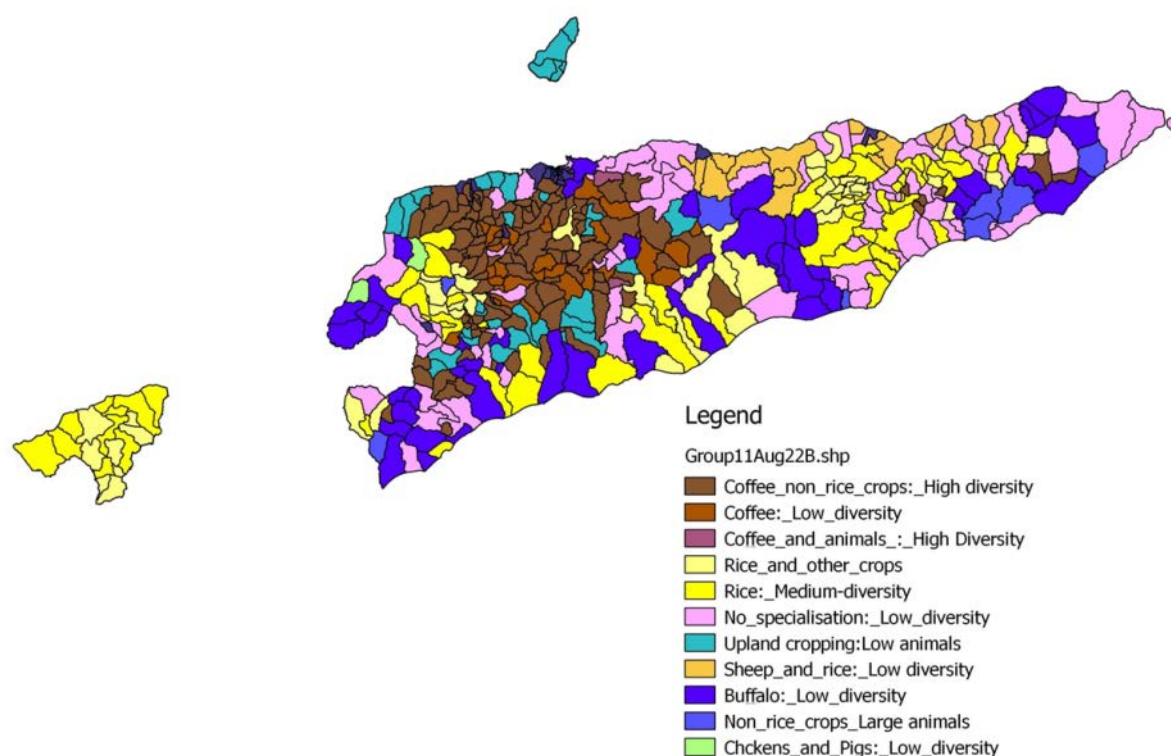 Legend
Group11Aug22B.shp
Coffee_non_rice_crops:_High diversity
Coffee:_Low_diversity
Coffee_and_animals_:_High Diversity
Rice_and_other_crops
Rice:_Medium-diversity
No_specialisation:_Low_diversity
Upland cropping:Low animals
Sheep_and_rice:_Low diversity
Buffalo:_Low_diversity
Non_rice_crops_Large animals
Chckens_and_Pigs:_Low_diversity